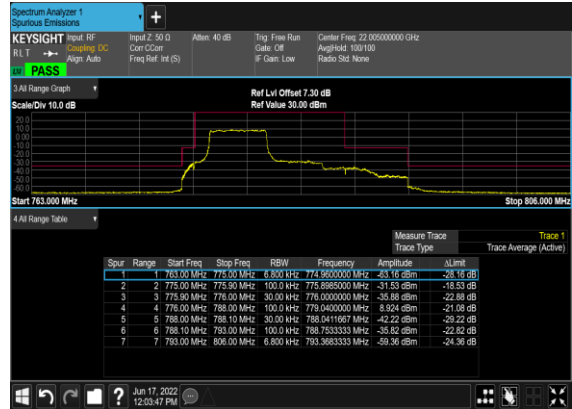 Spectrum Analyzer 1
Spurious Emissions
+
KEYSIGHT Input: RF Input Z: 50 Ω Atten: 40 dB Trig: Free Run Center Freq: 22.005000000 GHz
RLT Coupling: DC Corr CCorr Gate: Off Avg|Hold: 100/100
Align: Auto Freq Ref: Int (S) IF Gain: Low Radio Std: None
PASS
3 All Range Graph
Ref Lvl Offset 7.30 dB
Scale/Div 10.0 dB Ref Value 30.00 dBm
20.0
10.0
0.00
-10.0
-20.0
-30.0
-40.0
-50.0
-60.0
Start 763.000 MHz Stop 806.000 MHz
4 All Range Table
Measure Trace Trace 1
Trace Type Trace Average (Active)
Spur Range Start Freq Stop Freq RBW Frequency Amplitude ΔLimit
1 1 763.00 MHz 775.00 MHz 6.800 kHz 774.9600000 MHz -63.16 dBm -28.16 dB
2 2 775.00 MHz 775.90 MHz 100.0 kHz 775.8985000 MHz -31.53 dBm -18.53 dB
3 3 775.90 MHz 776.00 MHz 30.00 kHz 776.0000000 MHz -35.88 dBm -22.88 dB
4 4 776.00 MHz 788.00 MHz 100.0 kHz 779.0400000 MHz 8.924 dBm -21.08 dB
5 5 788.00 MHz 788.10 MHz 30.00 kHz 788.0411667 MHz -42.22 dBm -29.22 dB
6 6 788.10 MHz 793.00 MHz 100.0 kHz 788.7533333 MHz -35.82 dBm -22.82 dB
7 7 793.00 MHz 806.00 MHz 6.800 kHz 793.3683333 MHz -59.36 dBm -24.36 dB
?
Jun 17, 2022
12:03:47 PM